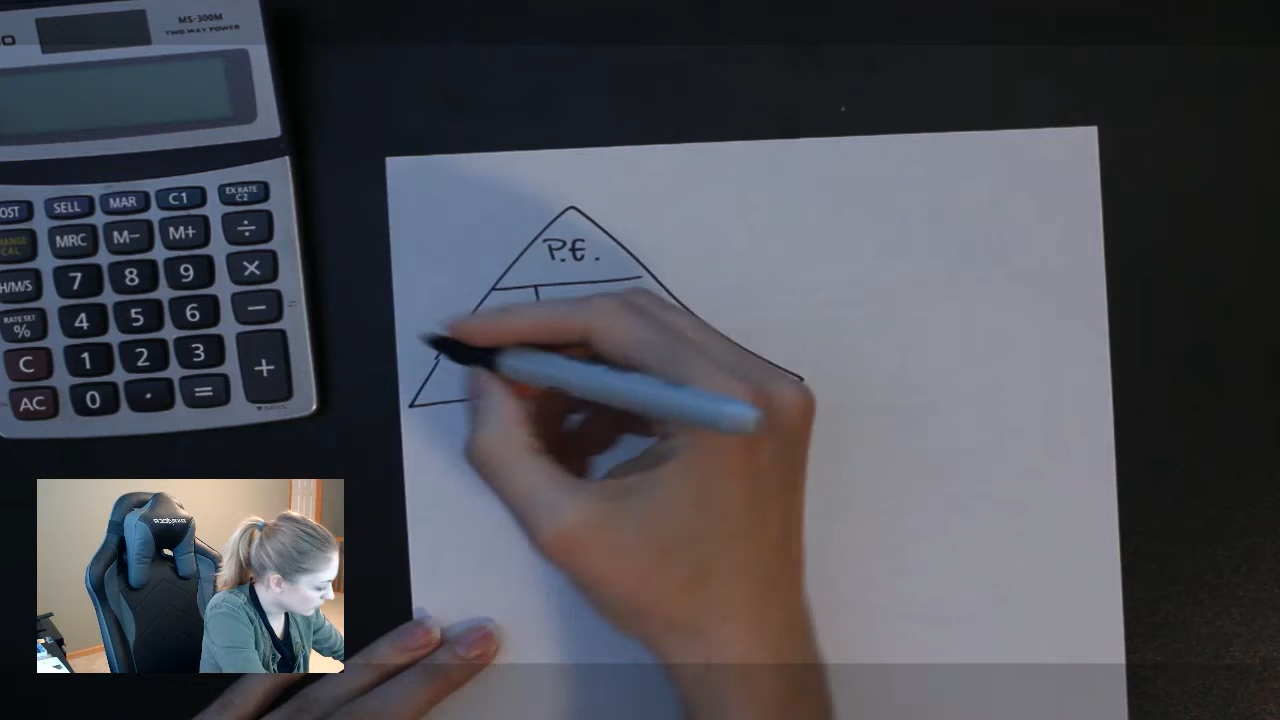 MS-300M
TWO WAY POWER
SELL MAR C1 EX RATE C2
MRC M− M+ ÷
H/M/S 7 8 9 ×
RATE SET % 4 5 6 −
C 1 2 3 +
AC 0 . =
P.E.